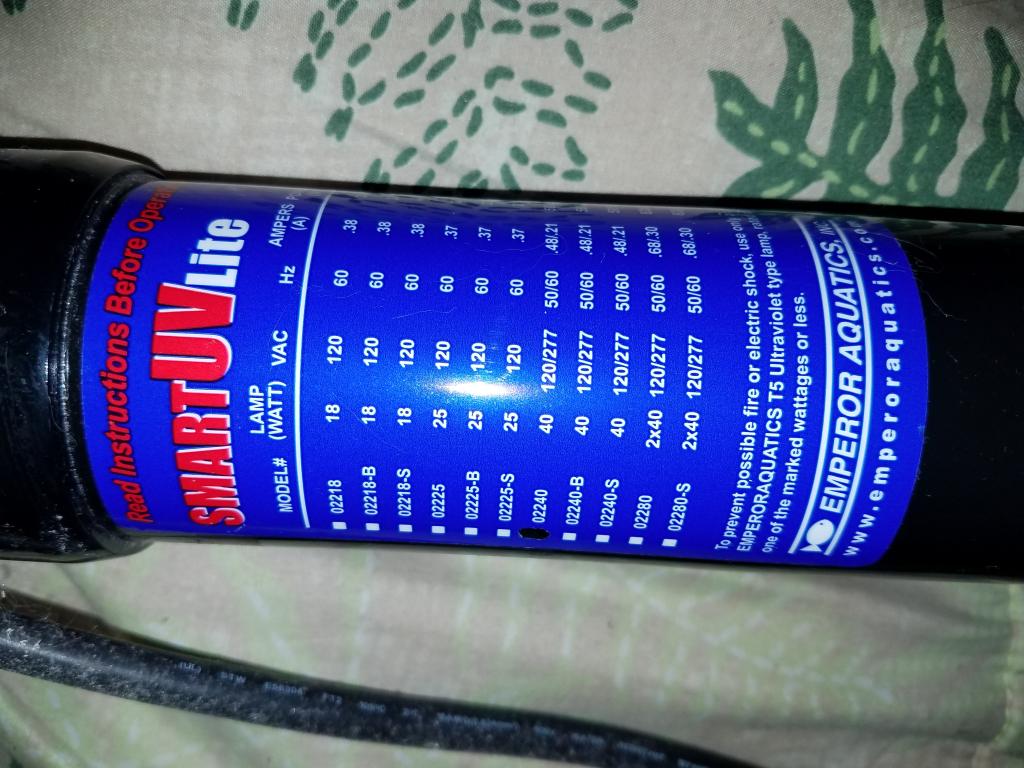 Read Instructions Before
SMARTUVLite
MODEL# LAMP (WATT) VAC Hz AMPERS (A)
02218 18 120 60 .38
02218-B 18 120 60 .38
02218-S 18 120 60 .38
02225 25 120 60 .37
02225-B 25 120 60 .37
02225-S 25 120 60 .37
02240 40 120/277 50/60 .48/.21
02240-B 40 120/277 50/60 .48/.21
02240-S 40 120/277 50/60 .48/.21
02280 2x40 120/277 50/60 .68/.30
02280-S 2x40 120/277 50/60 .68/.30
To prevent possible fire or electric shock, use only
EMPERORAQUATICS T5 Ultraviolet type lamp,
one of the marked wattages or less.
EMPEROR AQUATICS, INC.
www.emperoraquatics.com